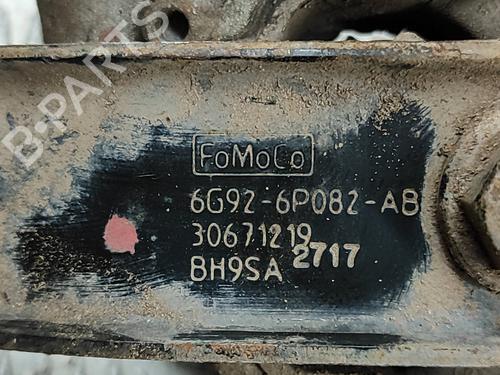 B-PARTS
FoMoCo
6G92-6P082-AB
30671219
BH9SA 2717